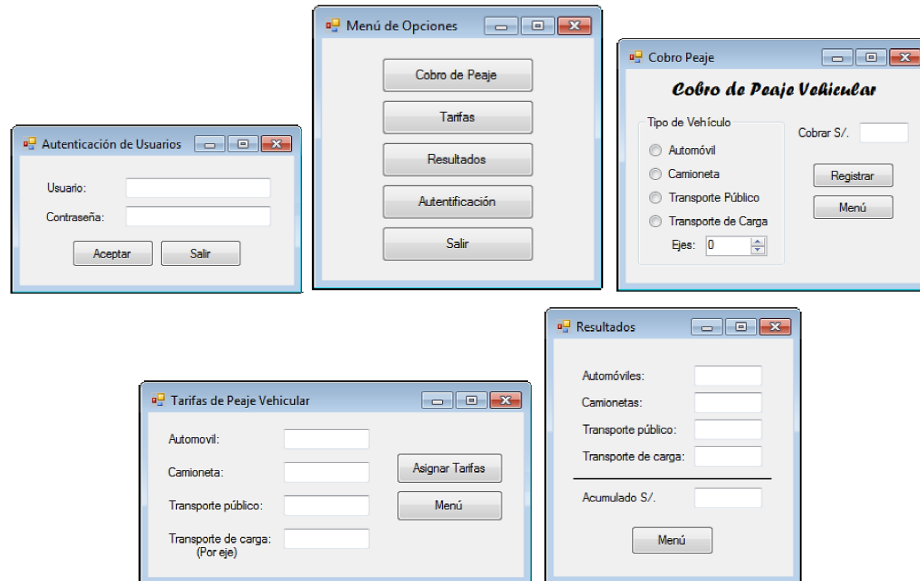 Menú de Opciones
Cobro de Peaje
Tarifas
Resultados
Autentificación
Salir
Cobro Peaje
Cobro de Peaje Vehicular
Tipo de Vehículo
Automóvil
Camioneta
Transporte Público
Transporte de Carga
Ejes: 0
Cobrar S/.
Registrar
Menú
Autenticación de Usuarios
Usuario:
Contraseña:
Aceptar Salir
Tarifas de Peaje Vehicular
Automovil:
Camioneta:
Transporte público:
Transporte de carga:
(Por eje)
Asignar Tarifas
Menú
Resultados
Automóviles:
Camionetas:
Transporte público:
Transporte de carga:
Acumulado S/.
Menú